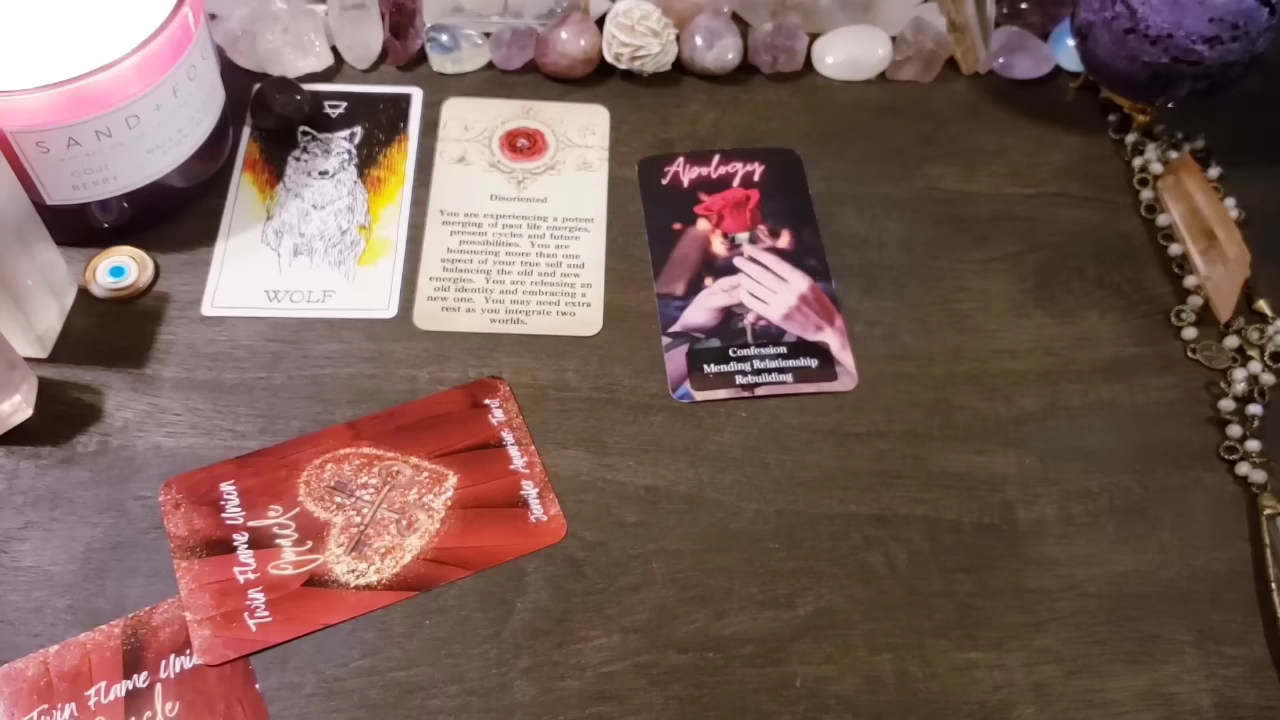 SAND + FOG
GOJI
BERRY
WOLF
Disoriented
You are experiencing a potent
merging of past life energies,
present cycles and future
possibilities. You are
honouring more than one
aspect of your true self and
balancing the old and new
energies. You are releasing an
old identity and embracing a
new one. You may need extra
rest as you integrate two
worlds.
Apology
Confession
Mending Relationship
Rebuilding
Twin Flame Union
Oracle
Jennifer Aquarius Tarot
Twin Flame Uni